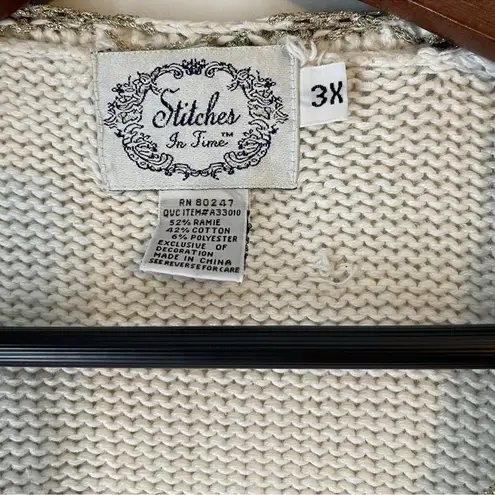 Stitches
In Time™
3X
RN 80247
QVC ITEM#A33010
52% RAMIE
42% COTTON
6% POLYESTER
EXCLUSIVE OF
DECORATION
MADE IN CHINA
SEE REVERSE FOR CARE